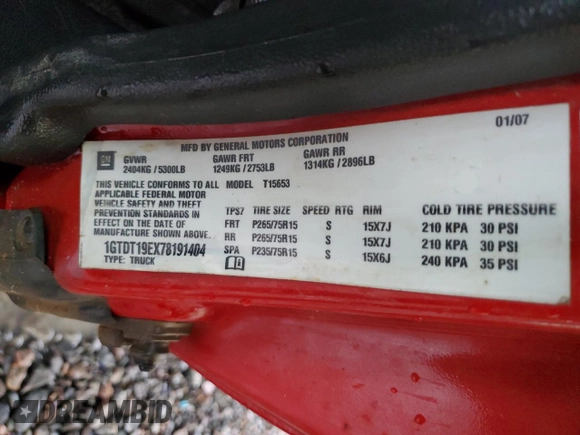 01/07
MFD BY GENERAL MOTORS CORPORATION
GM
GVWR GAWR FRT GAWR RR
2404KG / 5300LB 1249KG / 2753LB 1314KG / 2896LB
THIS VEHICLE CONFORMS TO ALL MODEL T15653
APPLICABLE FEDERAL MOTOR
VEHICLE SAFETY AND THEFT
PREVENTION STANDARDS IN
EFFECT ON THE DATE OF
MANUFACTURE SHOWN ABOVE.
1GTDT19EX78191404
TYPE: TRUCK
TPS7 TIRE SIZE SPEED RTG RIM COLD TIRE PRESSURE
FRT P265/75R15 S 15X7J 210 KPA 30 PSI
RR P265/75R15 S 15X7J 210 KPA 30 PSI
SPA P235/75R15 S 15X6J 240 KPA 35 PSI
DREAMBID